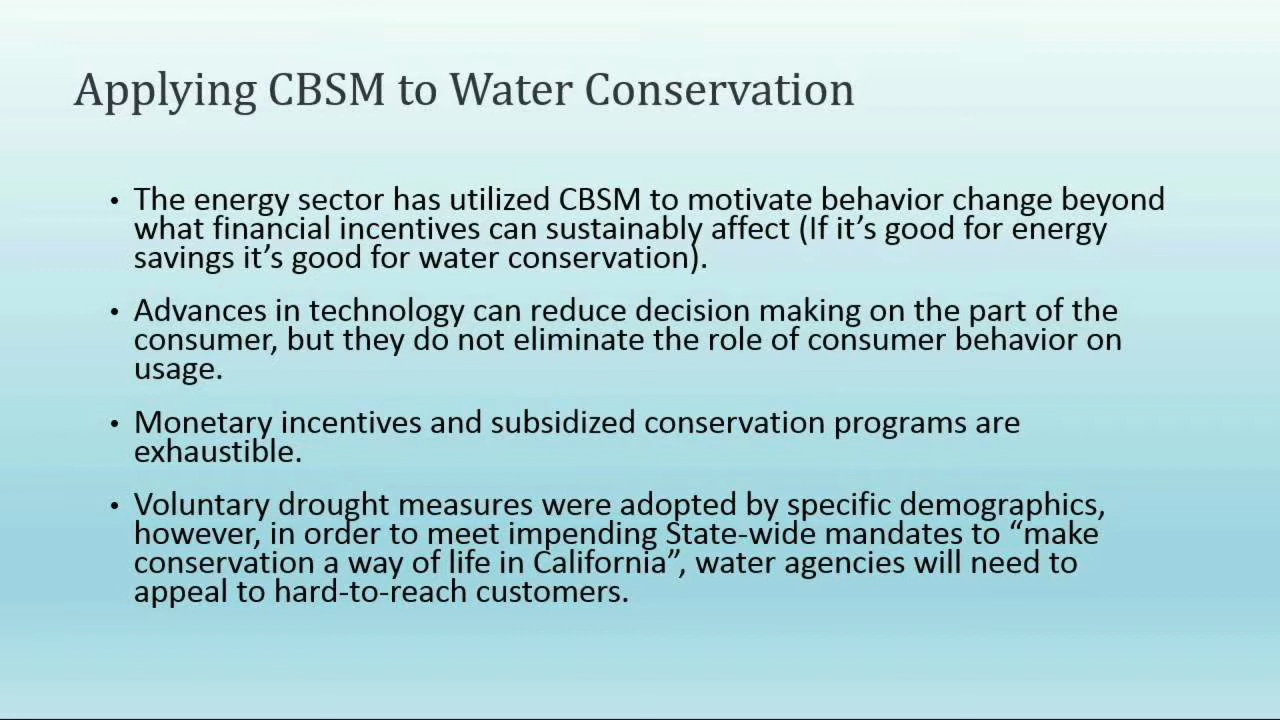 Applying CBSM to Water Conservation
• The energy sector has utilized CBSM to motivate behavior change beyond
what financial incentives can sustainably affect (If it’s good for energy
savings it’s good for water conservation).
• Advances in technology can reduce decision making on the part of the
consumer, but they do not eliminate the role of consumer behavior on
usage.
• Monetary incentives and subsidized conservation programs are
exhaustible.
• Voluntary drought measures were adopted by specific demographics,
however, in order to meet impending State-wide mandates to “make
conservation a way of life in California”, water agencies will need to
appeal to hard-to-reach customers.